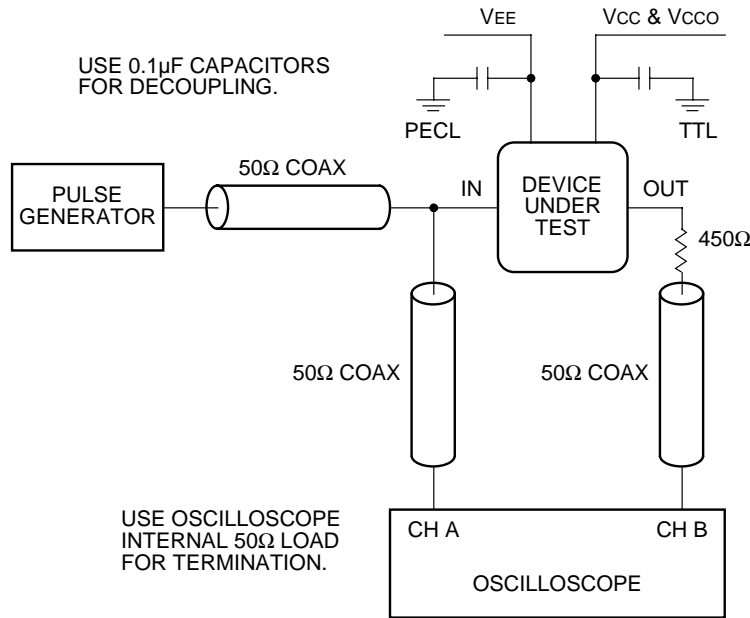 VEE
VCC & VCCO
USE 0.1µF CAPACITORS
FOR DECOUPLING.
PECL
TTL
50Ω COAX
PULSE
GENERATOR
IN
DEVICE
UNDER
TEST
OUT
450Ω
50Ω COAX
50Ω COAX
USE OSCILLOSCOPE
INTERNAL 50Ω LOAD
FOR TERMINATION.
CH A
CH B
OSCILLOSCOPE